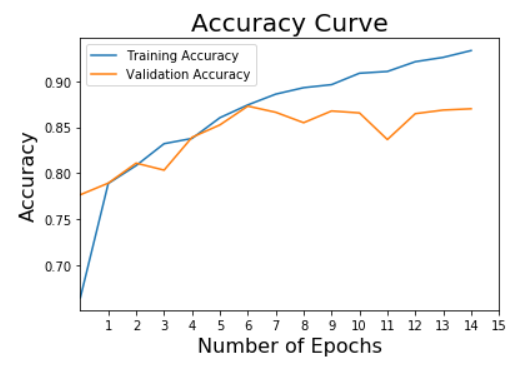 Accuracy Curve
Training Accuracy
Validation Accuracy
0.90
0.85
0.80
0.75
0.70
Accuracy
1 2 3 4 5 6 7 8 9 10 11 12 13 14 15
Number of Epochs